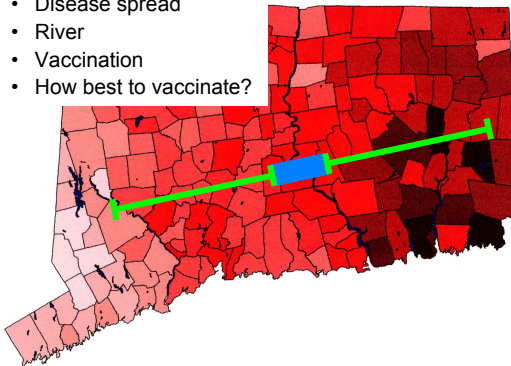 • Disease spread
• River
• Vaccination
• How best to vaccinate?